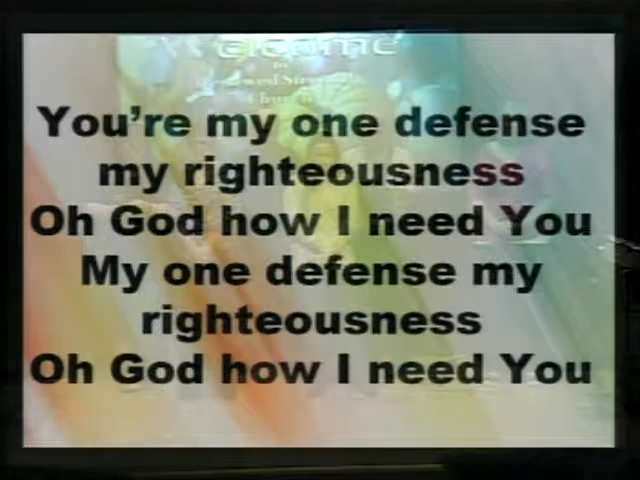 You're my one defense
my righteousness
Oh God how I need You
My one defense my
righteousness
Oh God how I need You